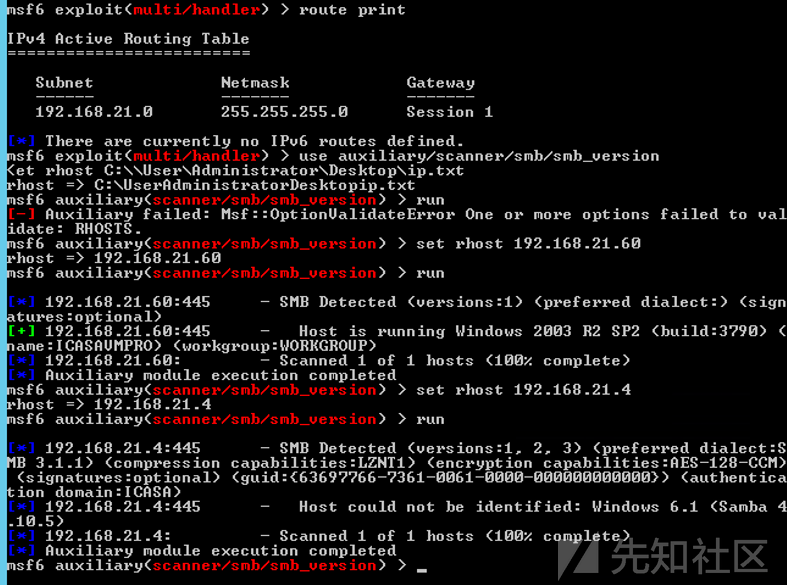 msf6 exploit(multi/handler) > route print
IPv4 Active Routing Table
=========================
Subnet Netmask Gateway
------ ------- -------
192.168.21.0 255.255.255.0 Session 1
[*] There are currently no IPv6 routes defined.
msf6 exploit(multi/handler) > use auxiliary/scanner/smb/smb_version
<et rhost C:\\User\Administrator\Desktop\ip.txt
rhost => C:\UserAdministratorDesktopip.txt
msf6 auxiliary(scanner/smb/smb_version) > run
[-] Auxiliary failed: Msf::OptionValidateError One or more options failed to val
idate: RHOSTS.
msf6 auxiliary(scanner/smb/smb_version) > set rhost 192.168.21.60
rhost => 192.168.21.60
msf6 auxiliary(scanner/smb/smb_version) > run
[*] 192.168.21.60:445 - SMB Detected (versions:1) (preferred dialect:) (sign
atures:optional)
[+] 192.168.21.60:445 - Host is running Windows 2003 R2 SP2 (build:3790) (
name:ICASAVMPRO) (workgroup:WORKGROUP)
[*] 192.168.21.60: - Scanned 1 of 1 hosts (100% complete)
[*] Auxiliary module execution completed
msf6 auxiliary(scanner/smb/smb_version) > set rhost 192.168.21.4
rhost => 192.168.21.4
msf6 auxiliary(scanner/smb/smb_version) > run
[*] 192.168.21.4:445 - SMB Detected (versions:1, 2, 3) (preferred dialect:S
MB 3.1.1) (compression capabilities:LZNT1) (encryption capabilities:AES-128-CCM)
(signatures:optional) (guid:{63697766-7361-0061-0000-000000000000}) (authentica
tion domain:ICASA)
[*] 192.168.21.4:445 - Host could not be identified: Windows 6.1 (Samba 4
.10.5)
[*] 192.168.21.4: - Scanned 1 of 1 hosts (100% complete)
[*] Auxiliary module execution completed
msf6 auxiliary(scanner/smb/smb_version) > _
先知社区